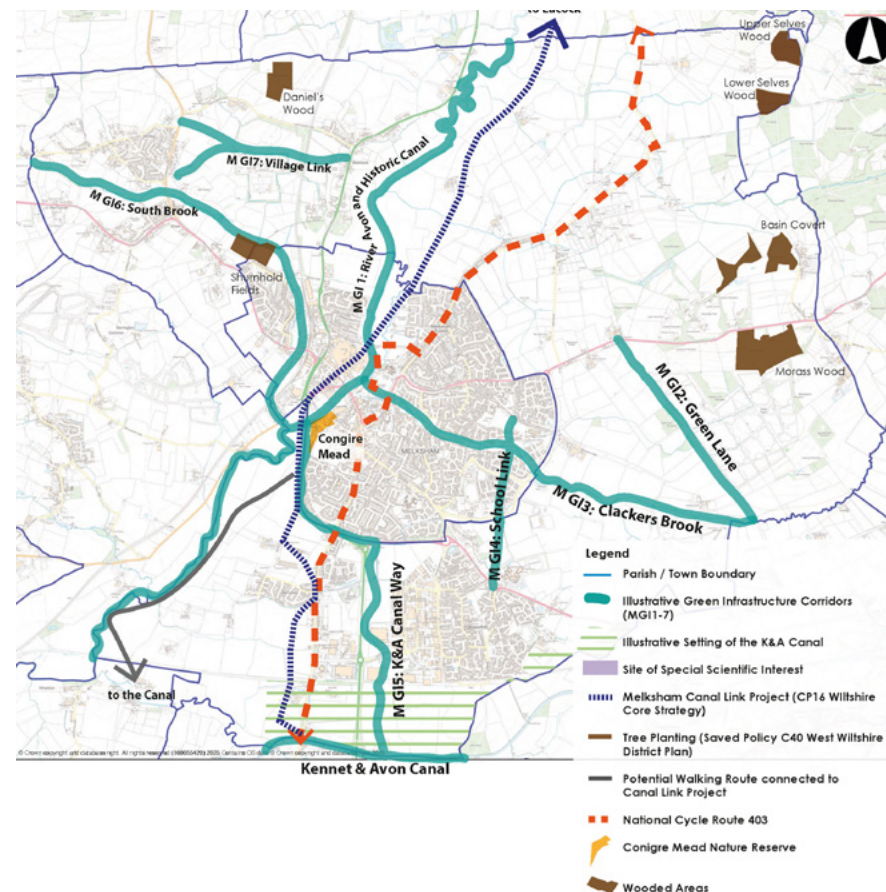 to Lacock
Upper Selves
Wood
Daniel's
Wood
Lower Selves
Wood
M GI7: Village Link
M GI 1: River Avon and Historic Canal
M GI6: South Brook
Basin Covert
Shurnhold
Fields
Morass Wood
M GI2: Green Lane
Congire
Mead
MELKSHAM
M GI4: School Link
M GI3: Clackers Brook
M GI5: K&A Canal Way
to the Canal
Kennet & Avon Canal
Legend
Parish / Town Boundary
Illustrative Green Infrastructure Corridors
(MGI1-7)
Illustrative Setting of the K&A Canal
Site of Special Scientific Interest
Melksham Canal Link Project (CP16 Wiltshire
Core Strategy)
Tree Planting (Saved Policy C40 West Wiltshire
District Plan)
Potential Walking Route connected to
Canal Link Project
National Cycle Route 403
Conigre Mead Nature Reserve
Wooded Areas